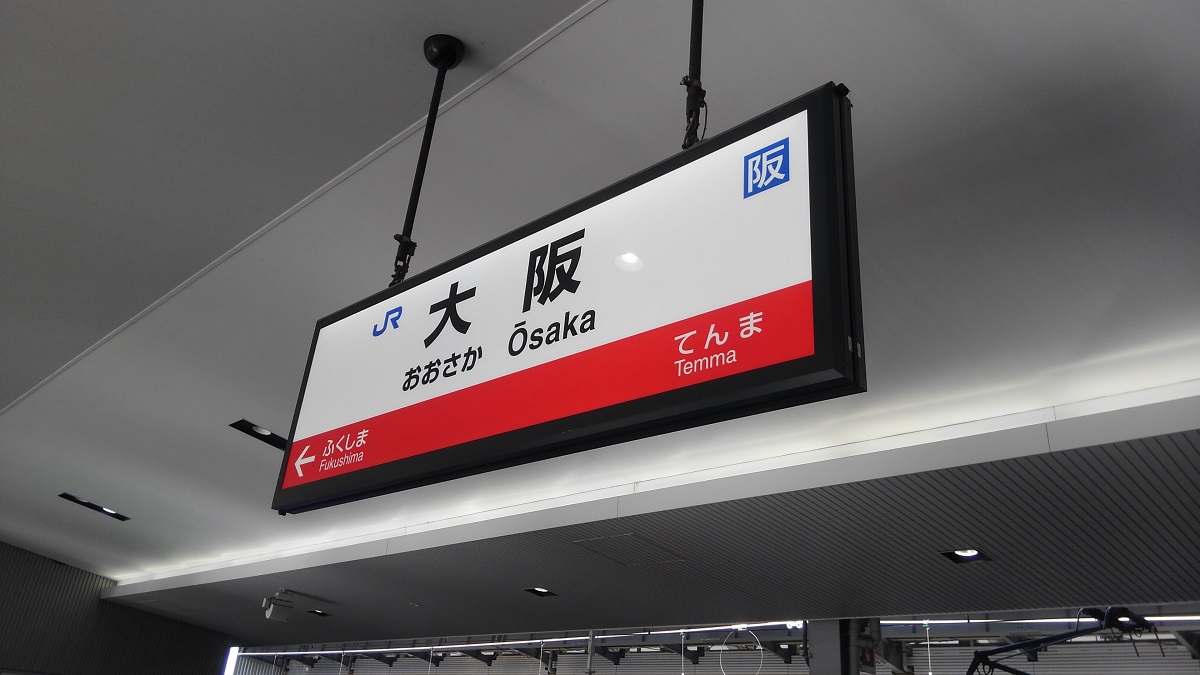 阪
JR
大阪
おおさか Ōsaka
てんま
Temma
← ふくしま
Fukushima